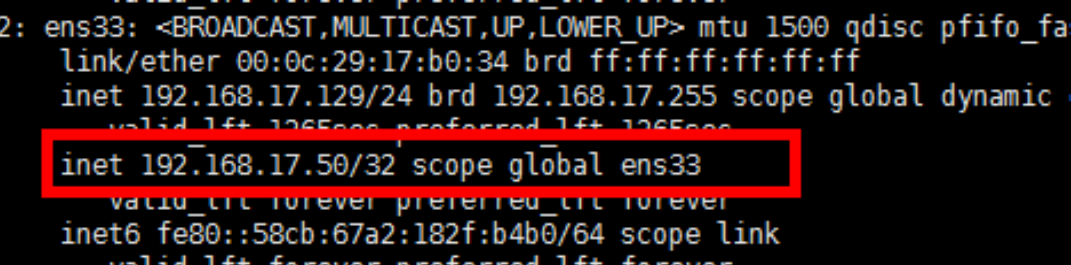 2: ens33: <BROADCAST,MULTICAST,UP,LOWER_UP> mtu 1500 qdisc pfifo_fa
link/ether 00:0c:29:17:b0:34 brd ff:ff:ff:ff:ff:ff
inet 192.168.17.129/24 brd 192.168.17.255 scope global dynamic
valid_lft 1265sec preferred_lft 1265sec
inet 192.168.17.50/32 scope global ens33
valid_lft forever preferred_lft forever
inet6 fe80::58cb:67a2:182f:b4b0/64 scope link
valid_lft forever preferred_lft forever